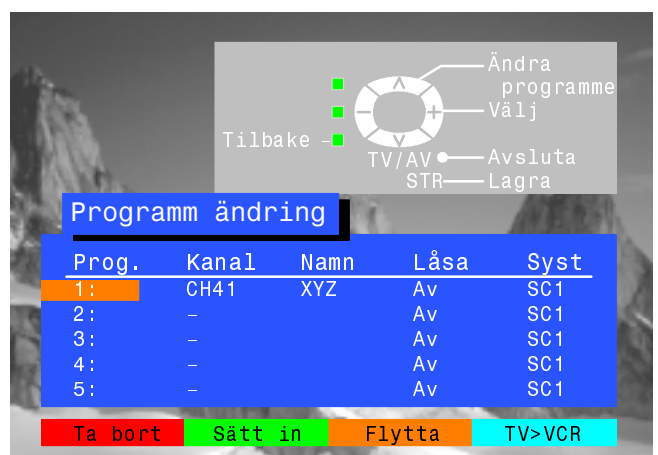 Ändra
programme
Välj
Tilbake –
TV/AV Avsluta
STR Lagra
Programm ändring
Prog. Kanal Namn Låsa Syst
1: CH41 XYZ Av SC1
2: – Av SC1
3: – Av SC1
4: – Av SC1
5: – Av SC1
Ta bort Sätt in Flytta TV>VCR